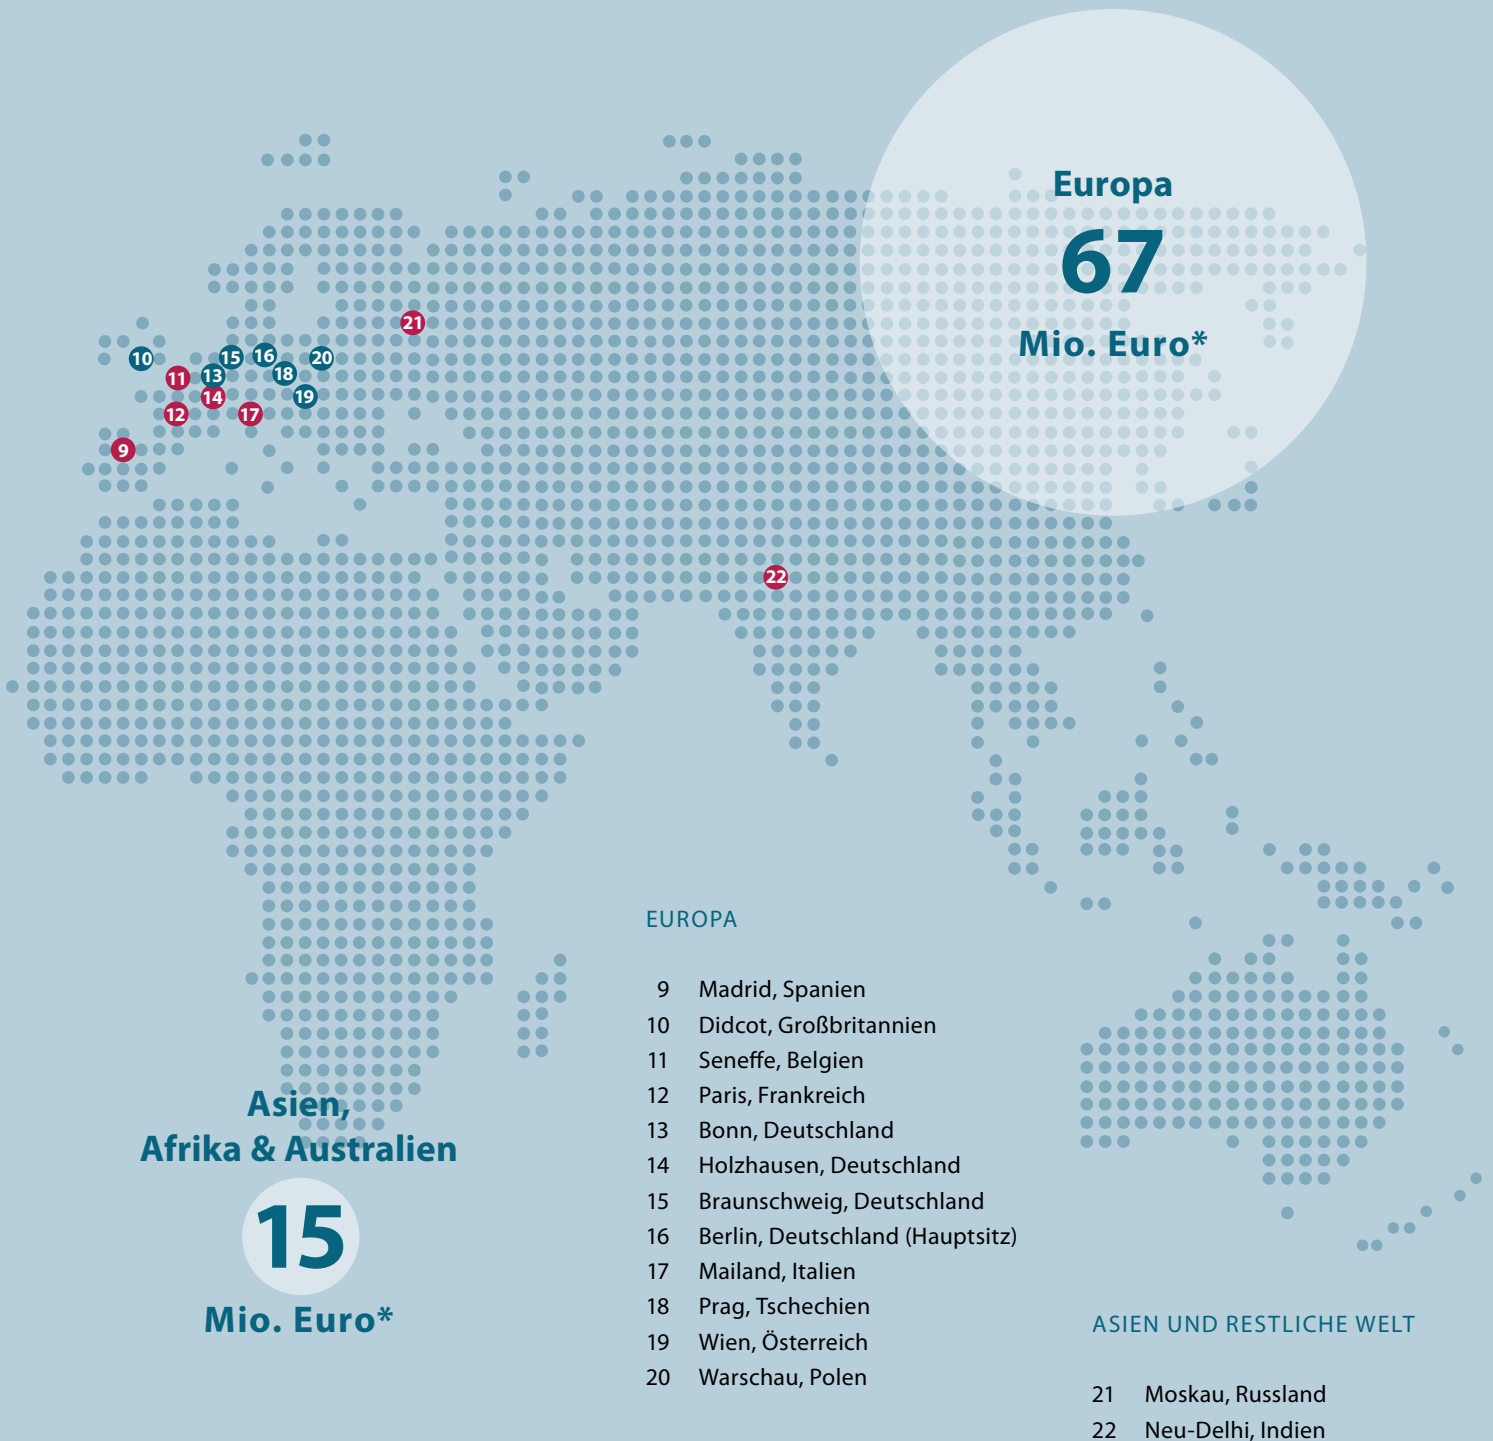 Europa
67
Mio. Euro*
21
10
15
16
20
11
13
18
14
19
12
17
9
22
Asien,
Afrika & Australien
15
Mio. Euro*
EUROPA
9 Madrid, Spanien
10 Didcot, Großbritannien
11 Seneffe, Belgien
12 Paris, Frankreich
13 Bonn, Deutschland
14 Holzhausen, Deutschland
15 Braunschweig, Deutschland
16 Berlin, Deutschland (Hauptsitz)
17 Mailand, Italien
18 Prag, Tschechien
19 Wien, Österreich
20 Warschau, Polen
ASIEN UND RESTLICHE WELT
21 Moskau, Russland
22 Neu-Delhi, Indien